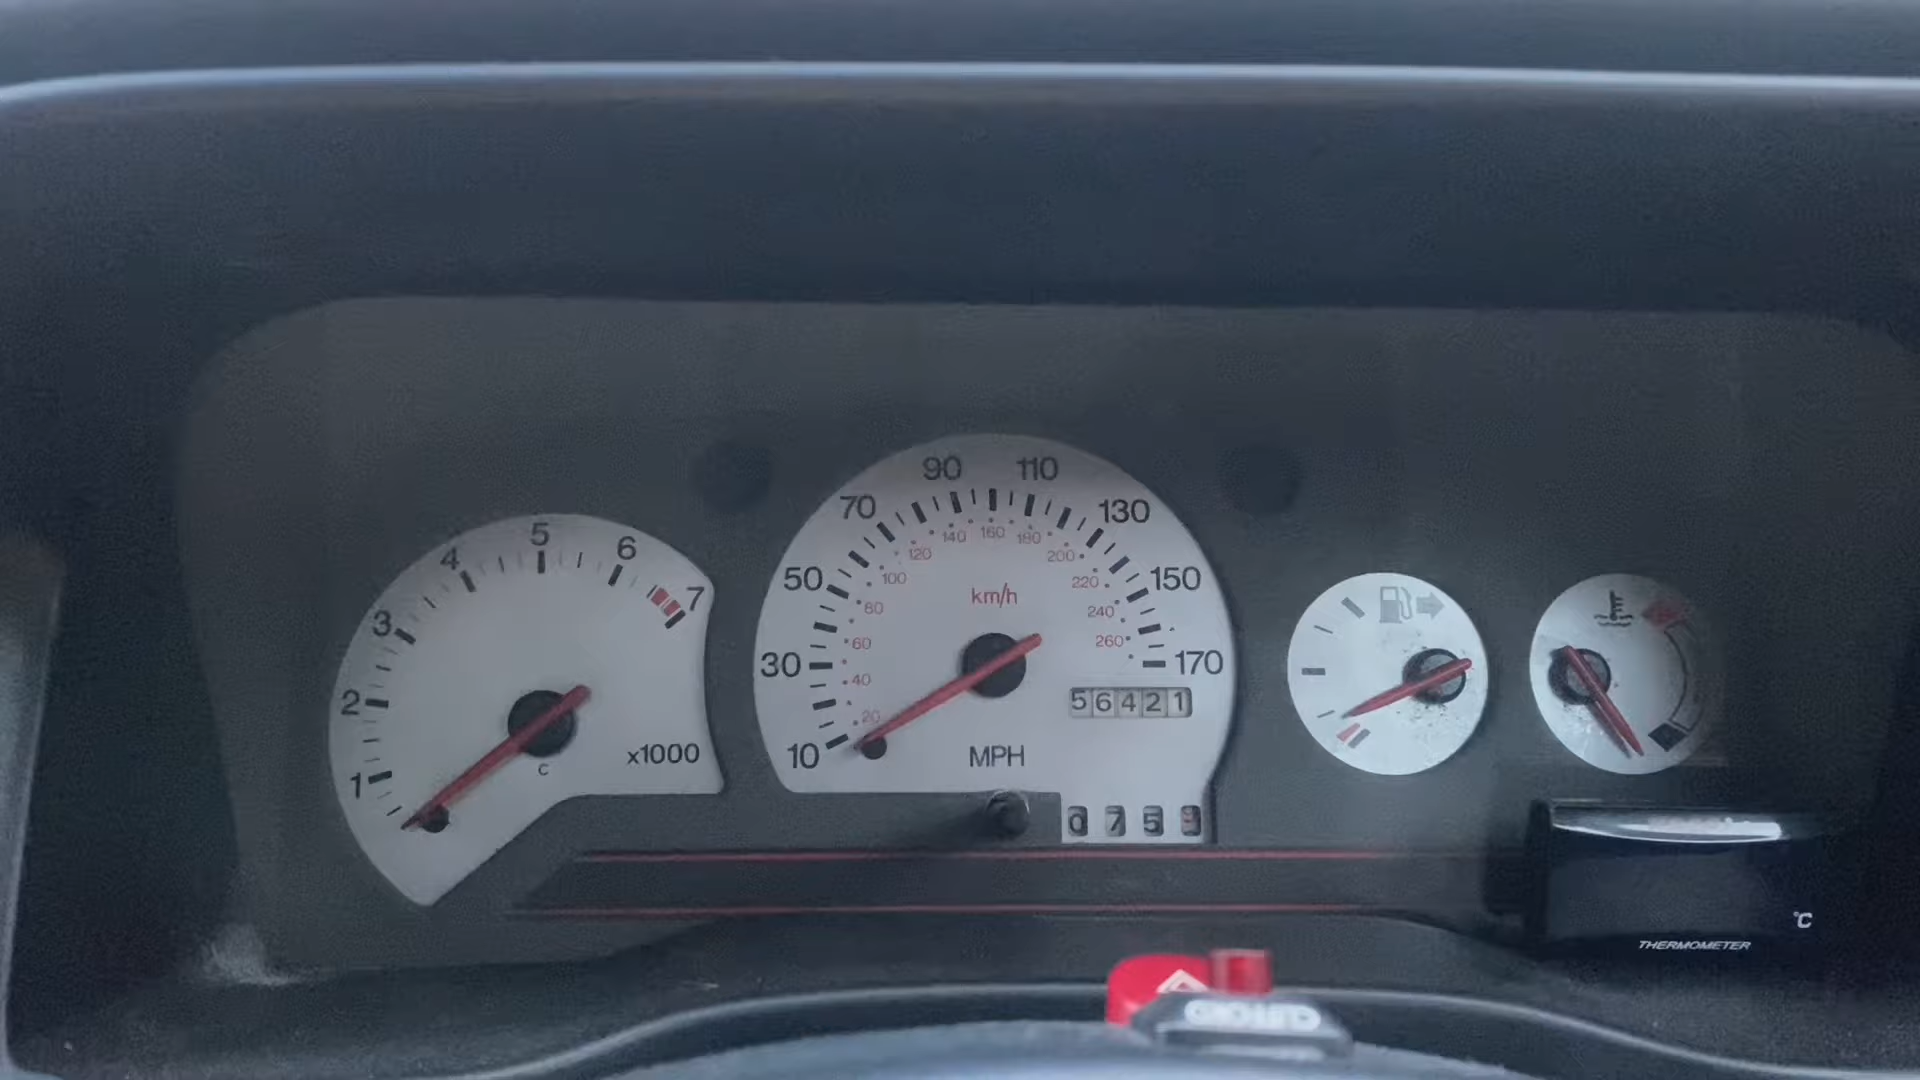 1 2 3 4 5 6 7
x1000
C
10 30 50 70 90 110 130 150 170
20 40 60 80 100 120 140 160 180 200 220 240 260
km/h
56421
MPH
075
°C
THERMOMETER